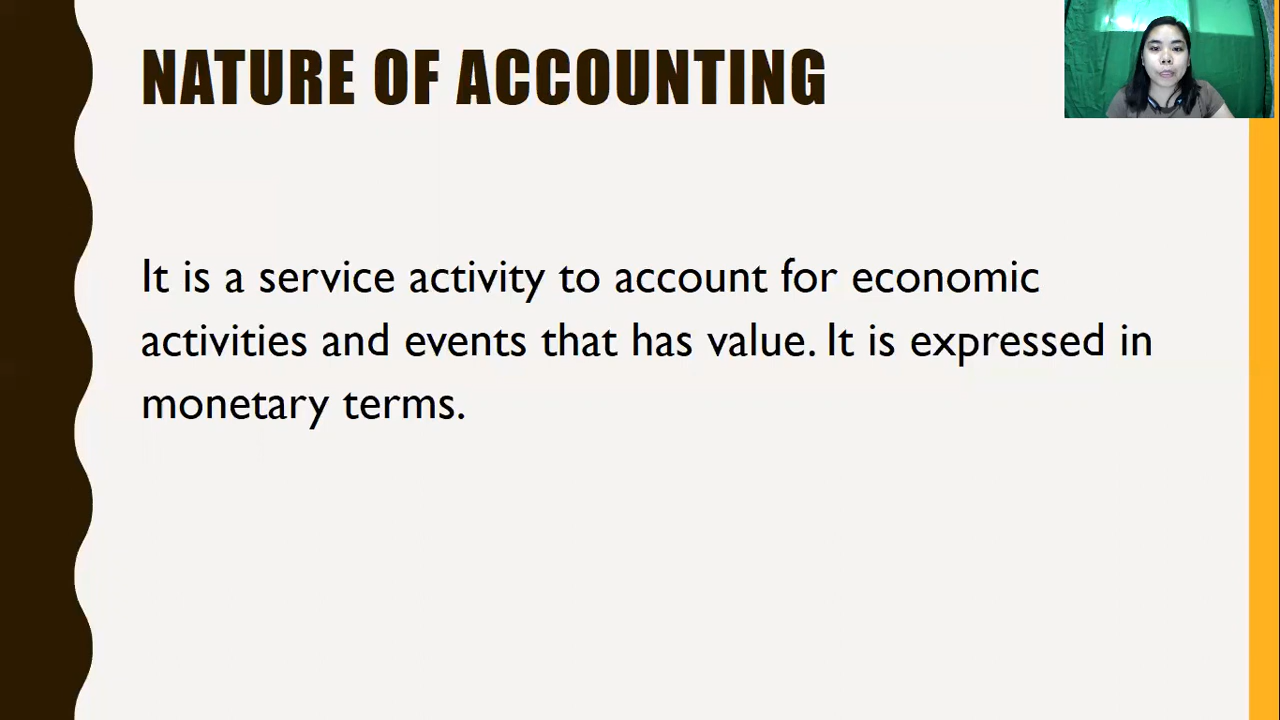 NATURE OF ACCOUNTING
It is a service activity to account for economic
activities and events that has value. It is expressed in
monetary terms.